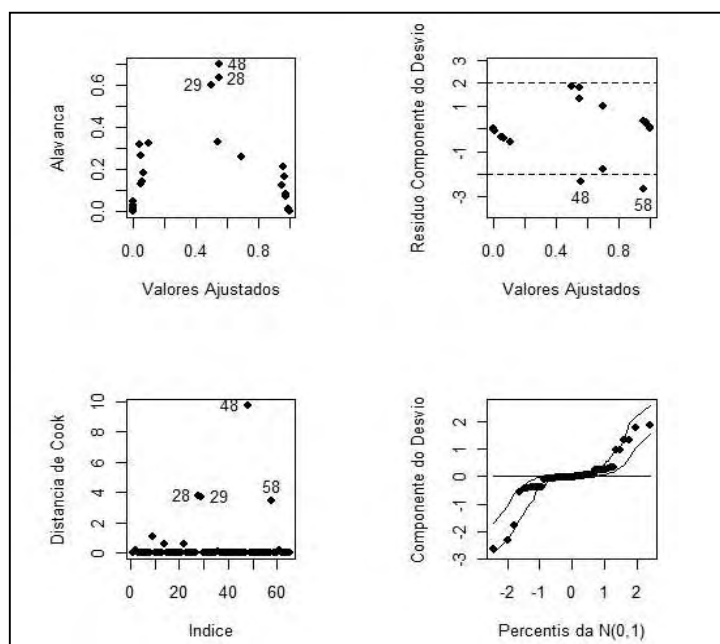 Alavanca
0.6
0.4
0.2
0.0
48
28
29
0.0 0.4 0.8
Valores Ajustados
Resíduo Componente do Desvio
3
2
1
-1
-3
48
58
0.0 0.4 0.8
Valores Ajustados
Distancia de Cook
10
8
6
4
2
0
48
28
29
58
0 20 40 60
Indice
Componente do Desvio
2
1
0
-1
-2
-3
-2 -1 0 1 2
Percentis da N(0,1)